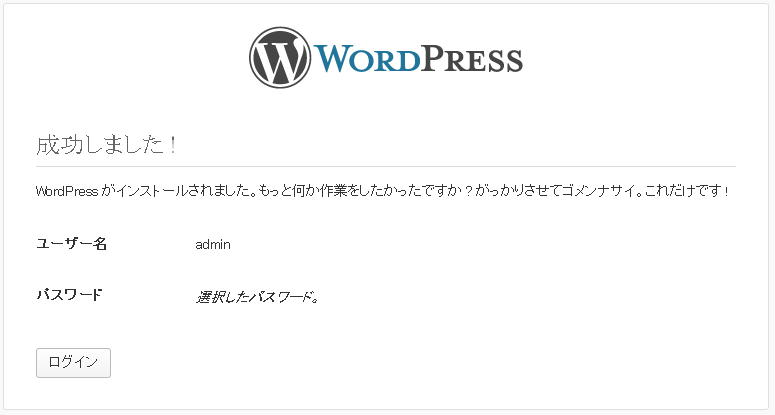 WORDPRESS
成功しました！
WordPress がインストールされました。もっと何か作業をしたかったですか？がっかりさせてゴメンナサイ。これだけです！
ユーザー名 admin
パスワード 選択したパスワード。
ログイン